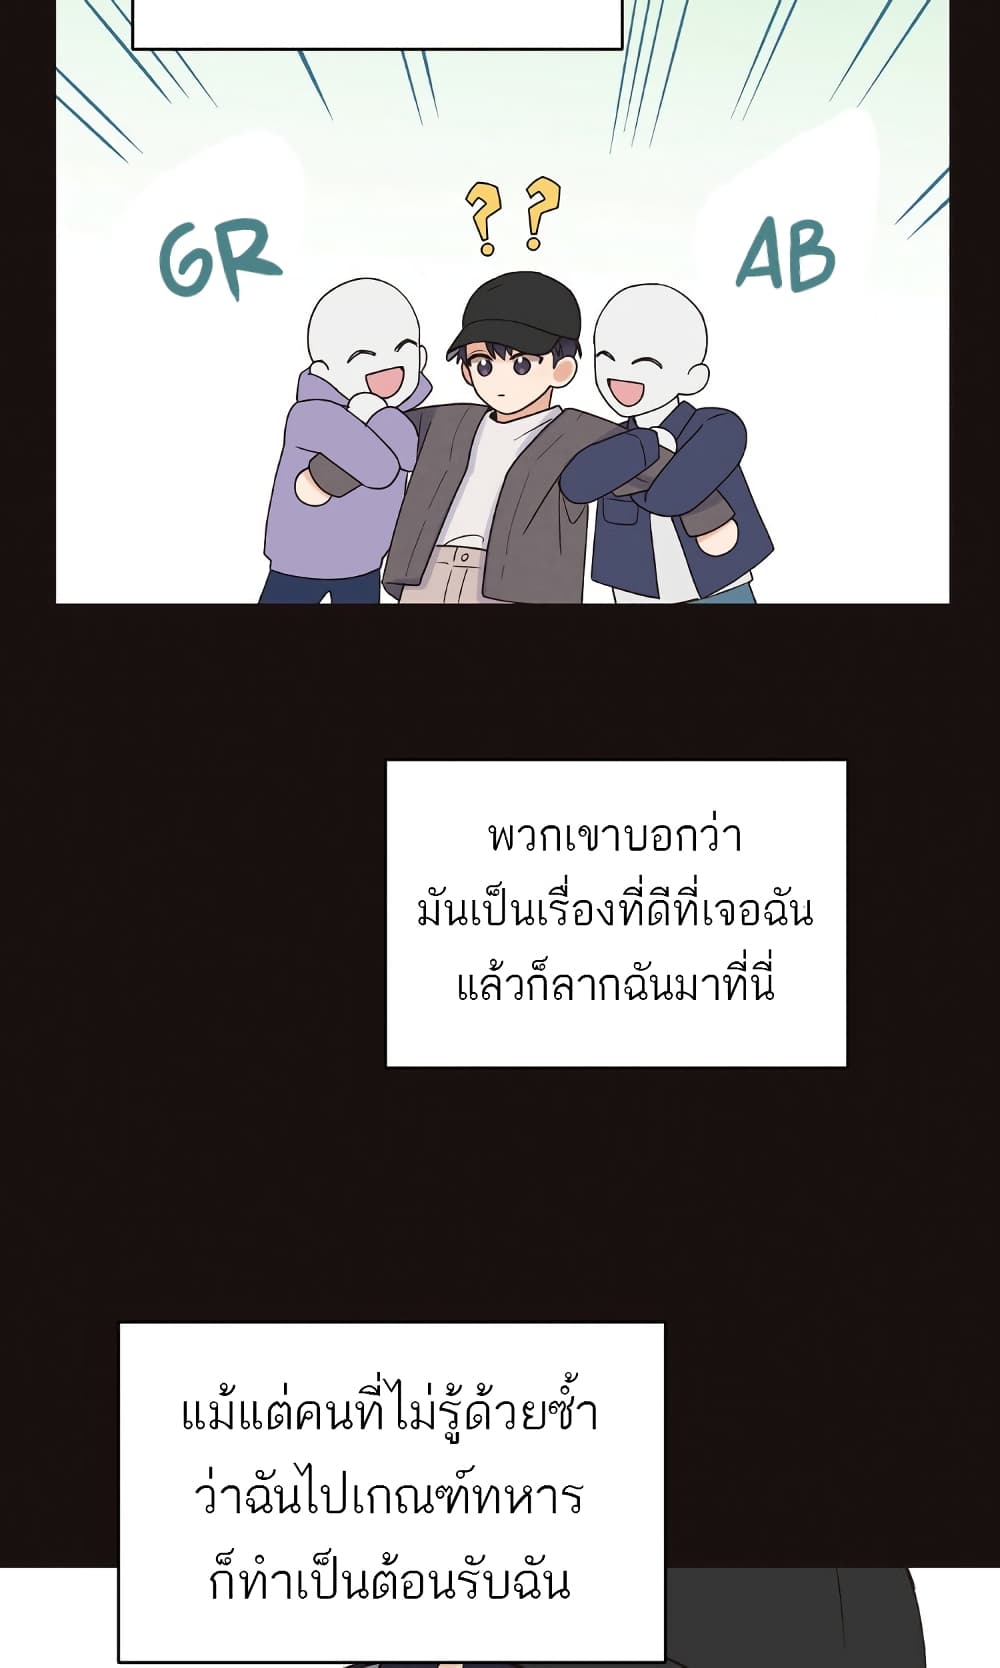 GR
AB
พวกเขาบอกว่า
มันเป็นเรื่องที่ดีที่เจอฉัน
แล้วก็ลากฉันมาที่นี่
แม้แต่คนที่ไม่รู้ด้วยซ้ำ
ว่าฉันไปเกณฑ์ทหาร
ก็ทำเป็นต้อนรับฉัน